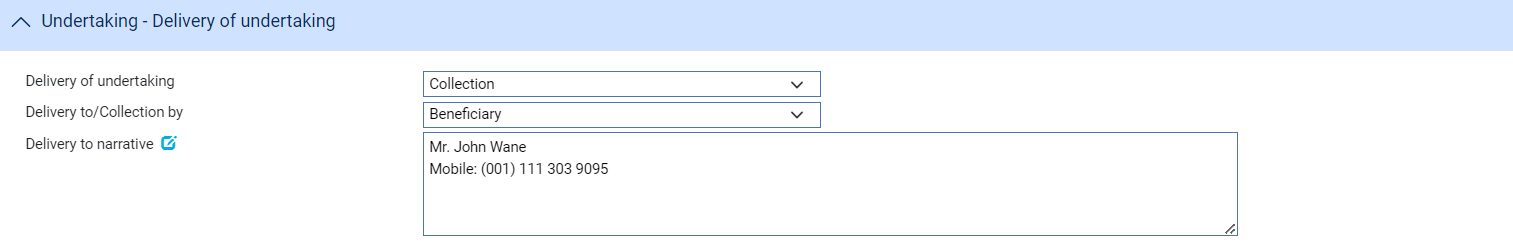 Undertaking - Delivery of undertaking
Delivery of undertaking
Collection
Delivery to/Collection by
Beneficiary
Delivery to narrative
Mr. John Wane
Mobile: (001) 111 303 9095